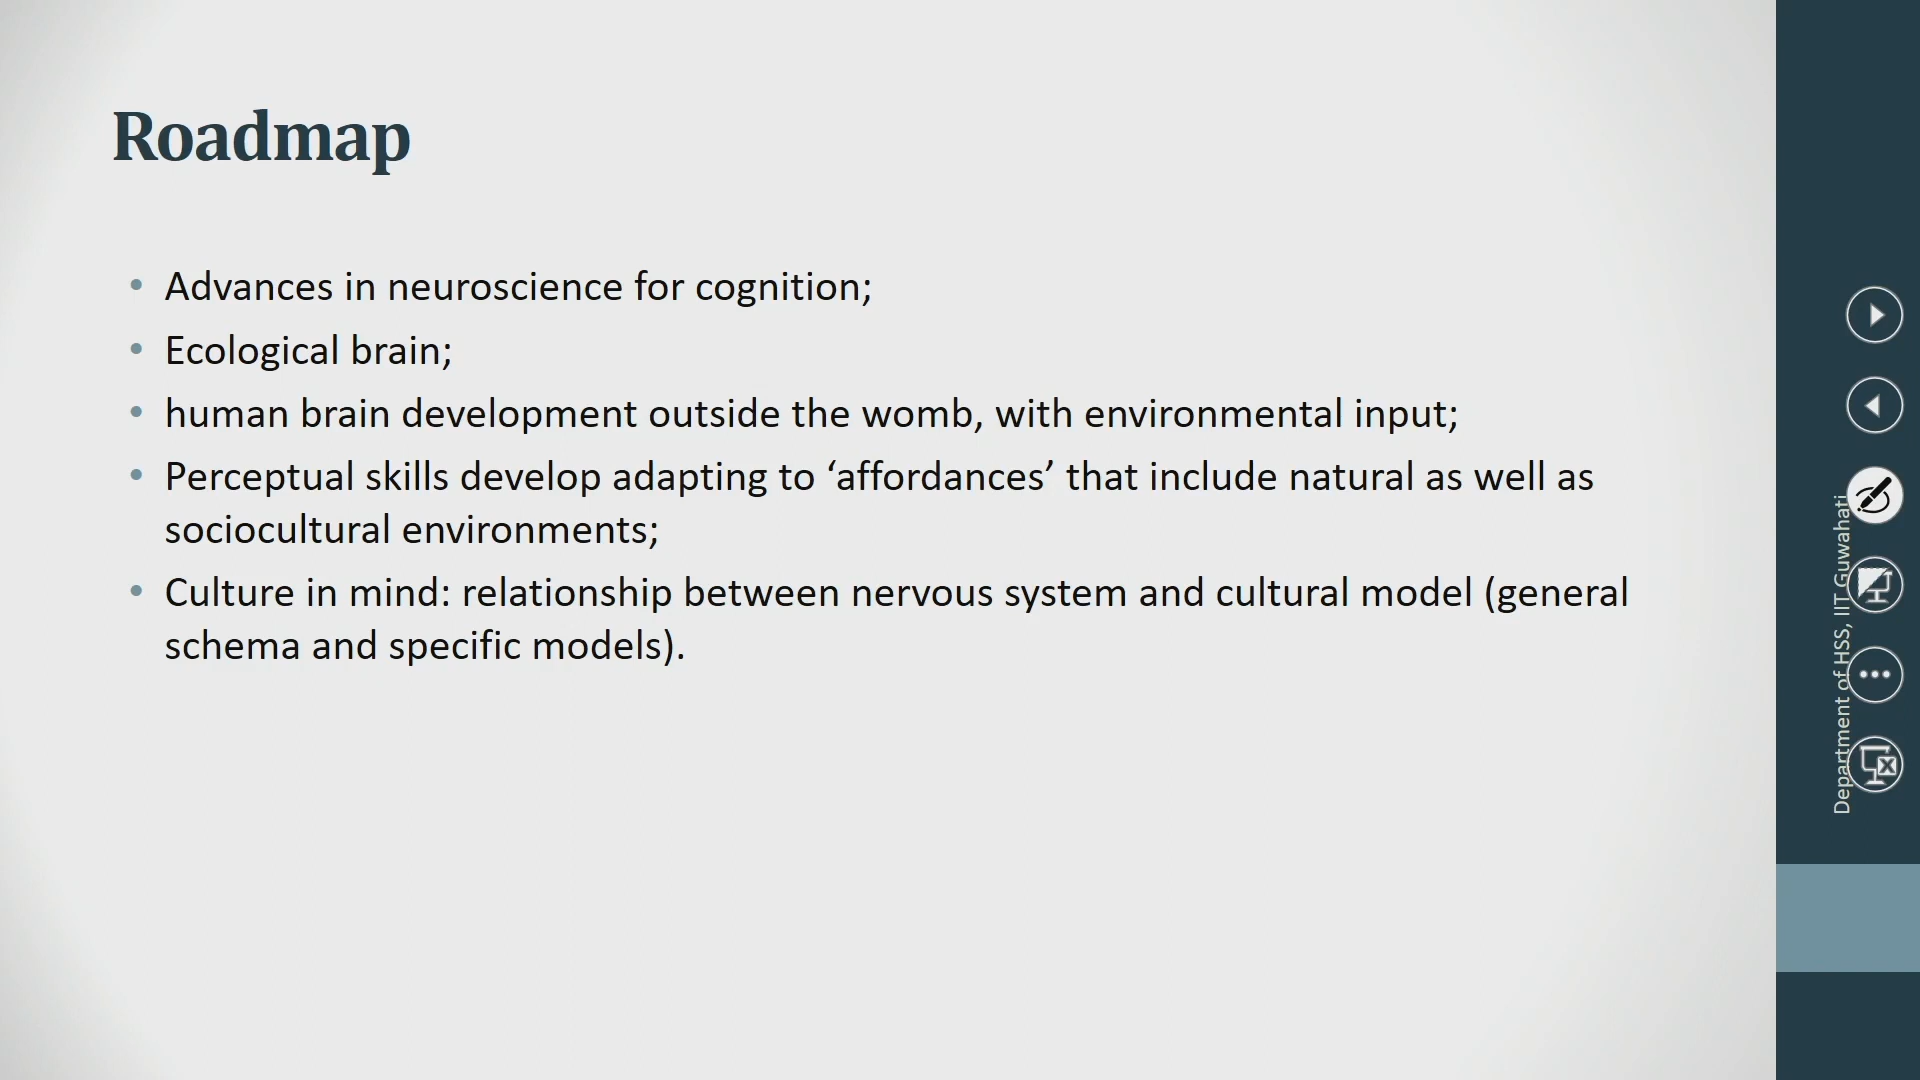 Roadmap
• Advances in neuroscience for cognition;
• Ecological brain;
• human brain development outside the womb, with environmental input;
• Perceptual skills develop adapting to ‘affordances’ that include natural as well as
sociocultural environments;
• Culture in mind: relationship between nervous system and cultural model (general
schema and specific models).
Department of HSS, IIT Guwahati